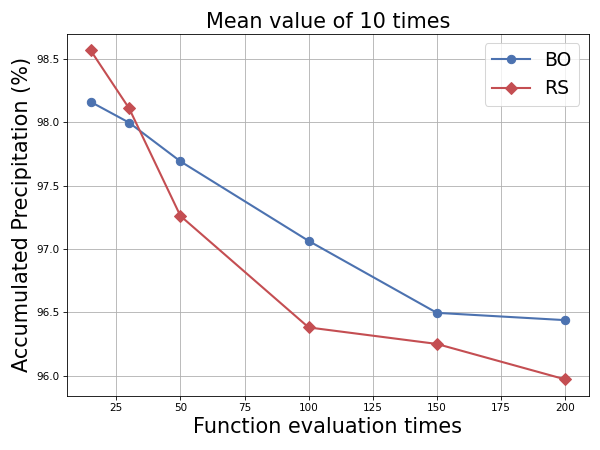 Mean value of 10 times
BO
RS
Accumulated Precipitation (%)
98.5
98.0
97.5
97.0
96.5
96.0
25 50 75 100 125 150 175 200
Function evaluation times